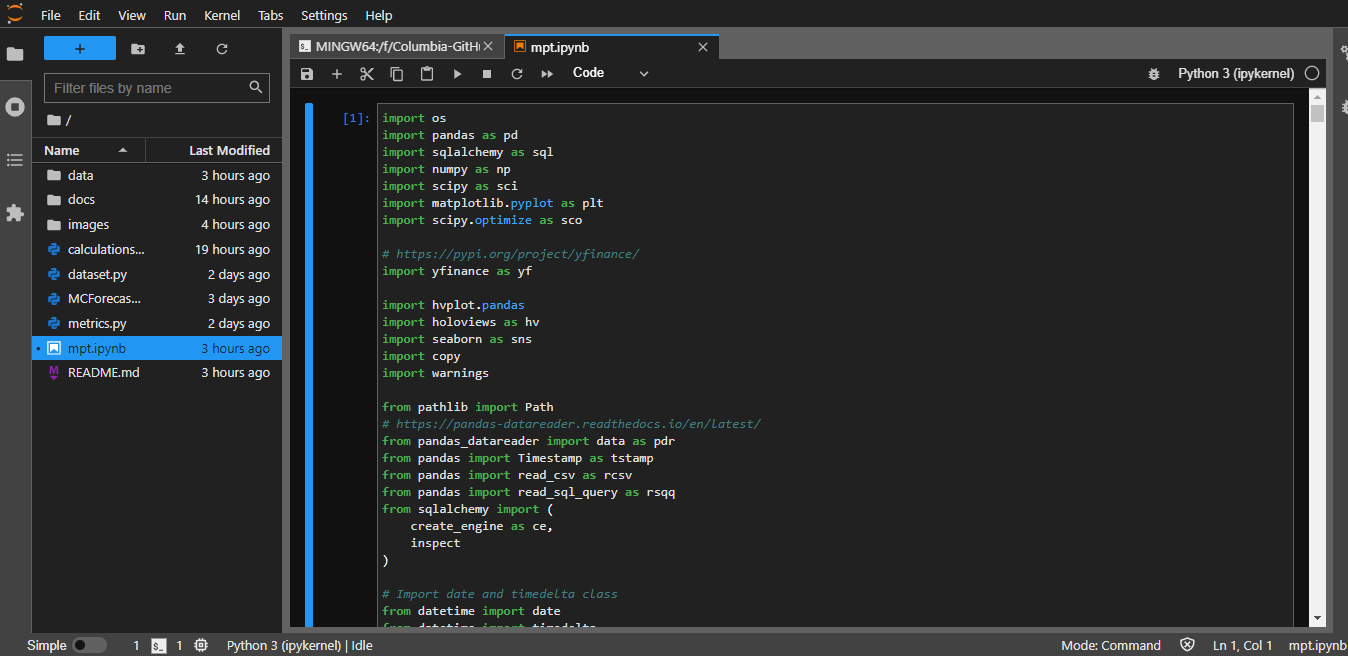 File Edit View Run Kernel Tabs Settings Help
MINGW64:/f/Columbia-GitH
mpt.ipynb
Code
Python 3 (ipykernel)
Filter files by name
/
Name Last Modified
data 3 hours ago
docs 14 hours ago
images 4 hours ago
calculations... 19 hours ago
dataset.py 2 days ago
MCForecas... 3 days ago
metrics.py 2 days ago
mpt.ipynb 3 hours ago
README.md 3 hours ago
[1]: import os
import pandas as pd
import sqlalchemy as sql
import numpy as np
import scipy as sci
import matplotlib.pyplot as plt
import scipy.optimize as sco
# https://pypi.org/project/yfinance/
import yfinance as yf
import hvplot.pandas
import holoviews as hv
import seaborn as sns
import copy
import warnings
from pathlib import Path
# https://pandas-datareader.readthedocs.io/en/latest/
from pandas_datareader import data as pdr
from pandas import Timestamp as tstamp
from pandas import read_csv as rcsv
from pandas import read_sql_query as rsqq
from sqlalchemy import (
    create_engine as ce,
    inspect
)
# Import date and timedelta class
from datetime import date
from datetime import timedelta
Simple 1 $_ 1 Python 3 (ipykernel) | Idle Mode: Command Ln 1, Col 1 mpt.ipynb